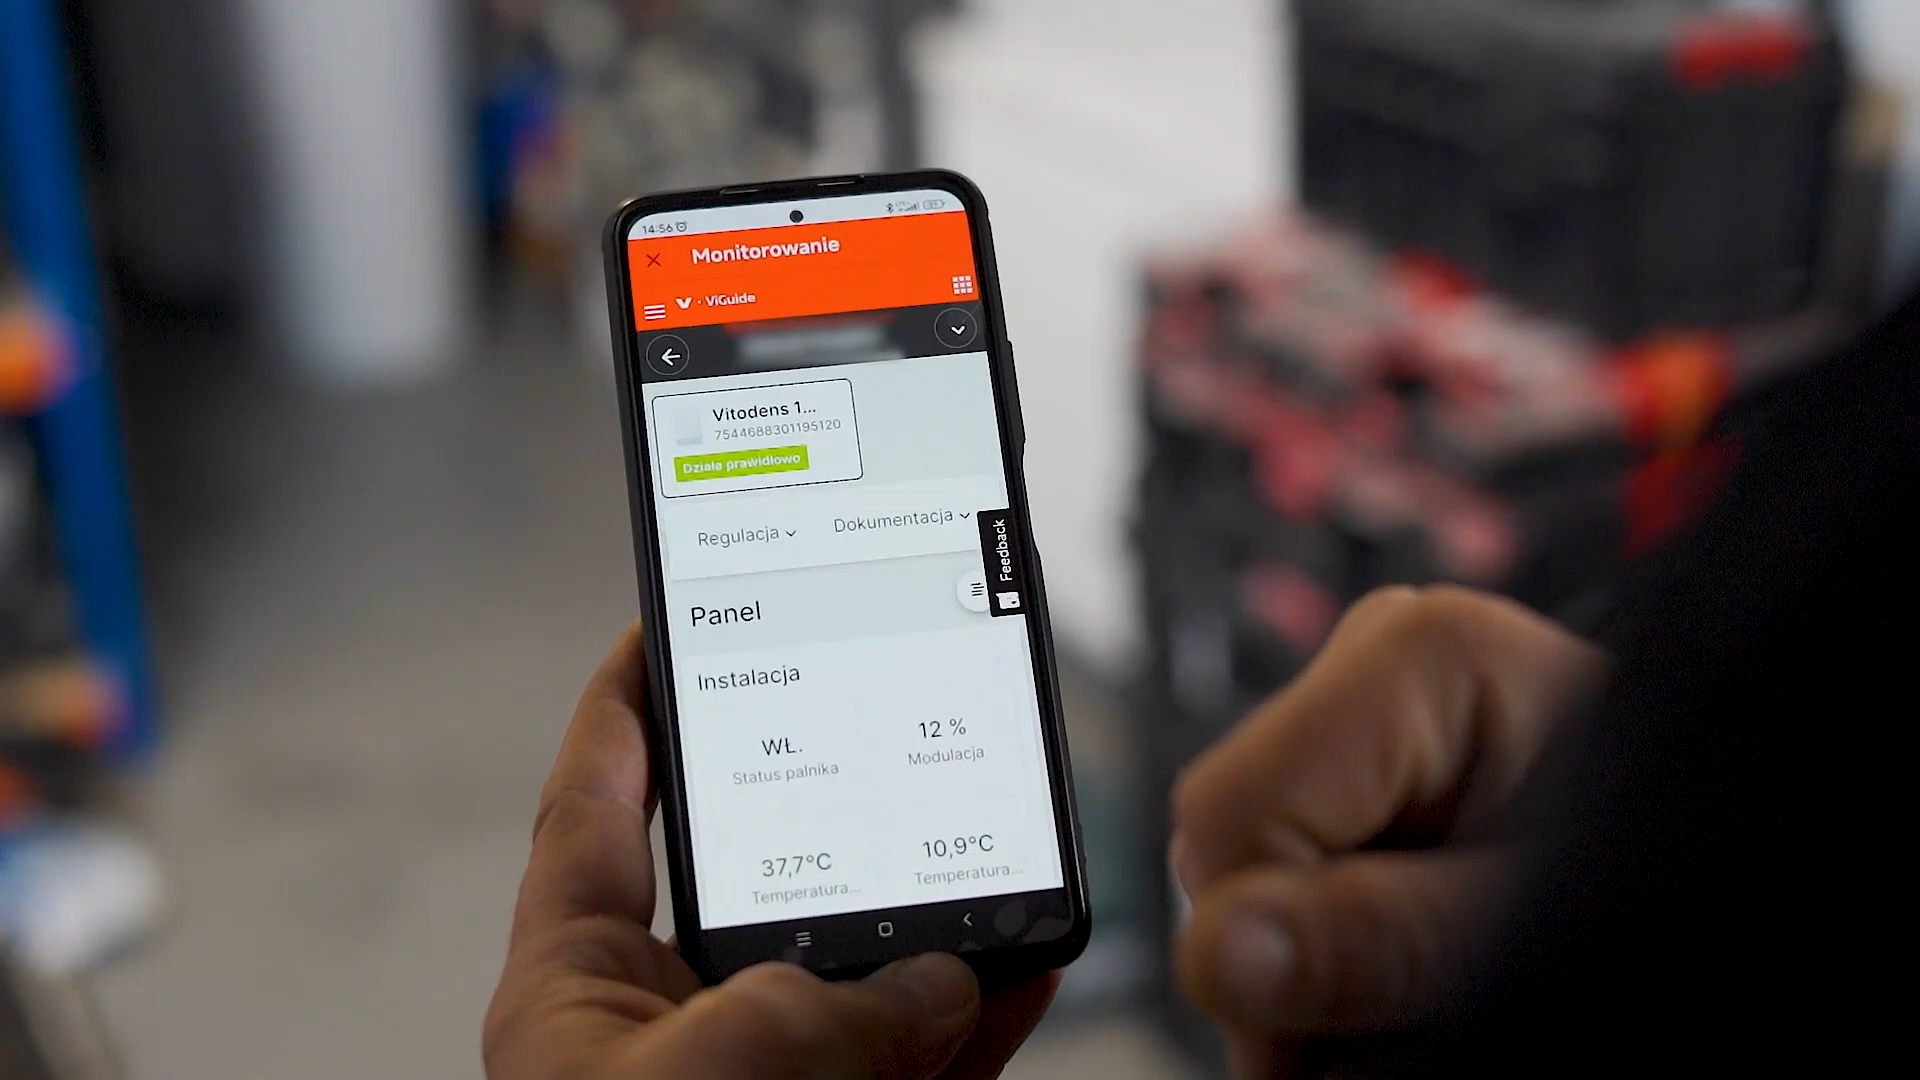 14:56
Monitorowanie
V · ViGuide
Vitodens 1...
7544688301195120
Działa prawidłowo
Regulacja
Dokumentacja
Feedback
Panel
Instalacja
WŁ.
Status palnika
12 %
Modulacja
37,7°C
Temperatura...
10,9°C
Temperatura...